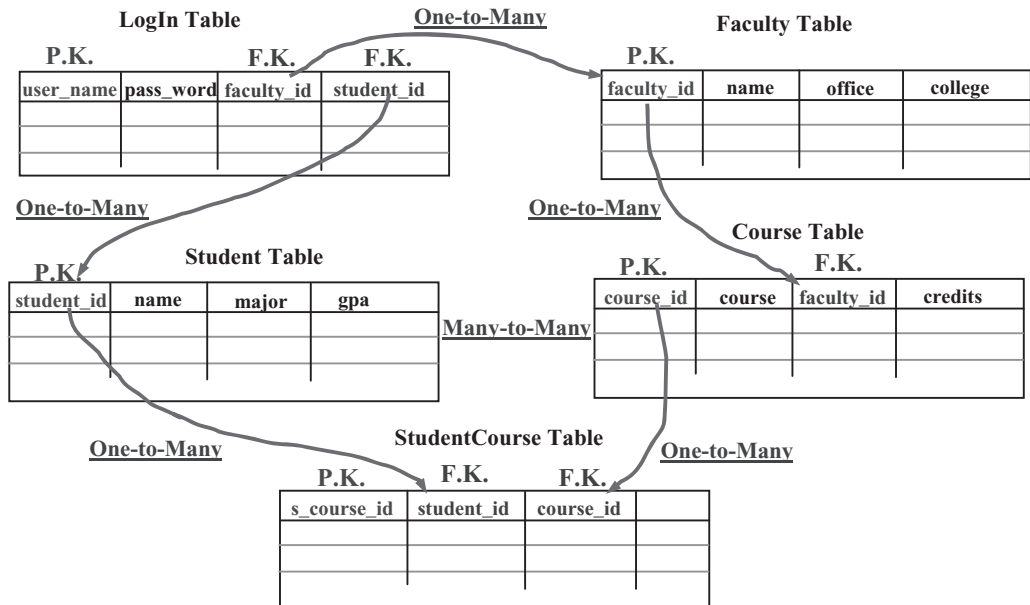 LogIn Table
One-to-Many
Faculty Table
P.K.
F.K.
F.K.
P.K.
user_name pass_word faculty_id student_id
faculty_id name office college
One-to-Many
One-to-Many
Student Table
Course Table
P.K.
P.K.
F.K.
student_id name major gpa
course_id course faculty_id credits
Many-to-Many
StudentCourse Table
One-to-Many
One-to-Many
P.K.
F.K.
F.K.
s_course_id student_id course_id